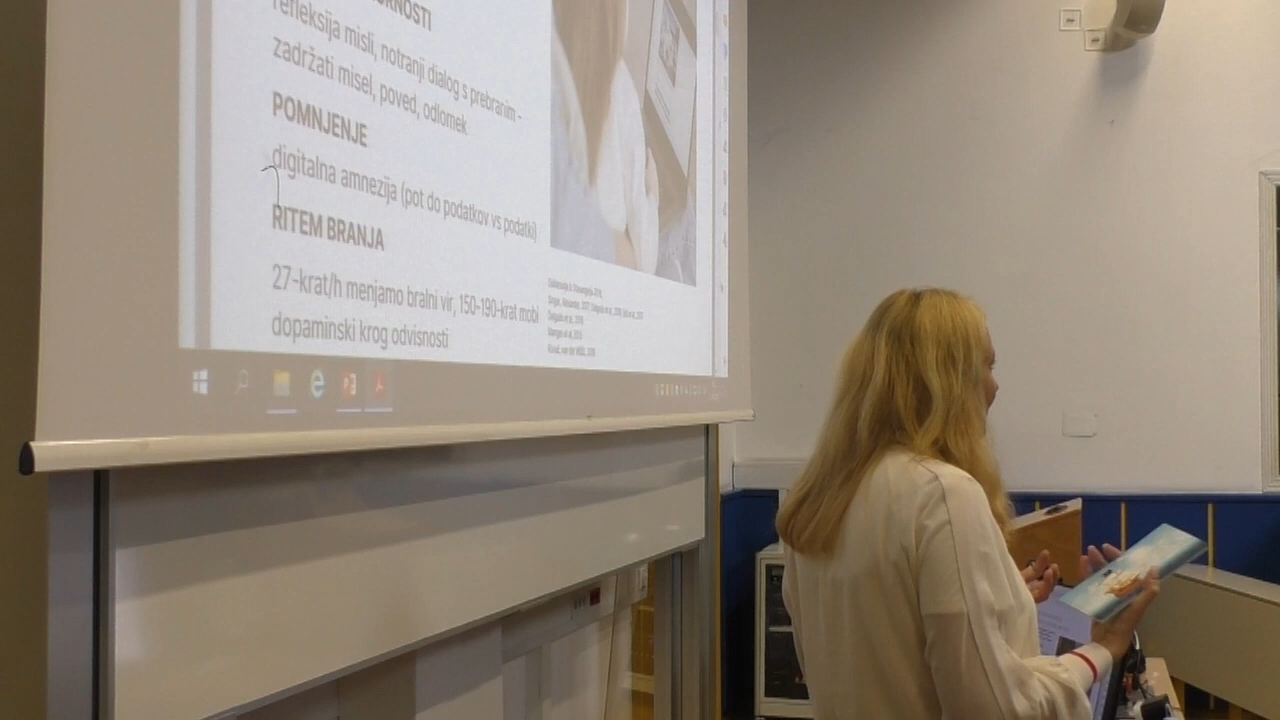 refleksija misli, notranji dialog s prebranim -
zadržati misel, poved, odlomek
POMNJENJE
digitalna amnezija (pot do podatkov vs podatki)
RITEM BRANJA
27-krat/h menjamo bralni vir, 150-190-krat mobi
dopaminski krog odvisnosti